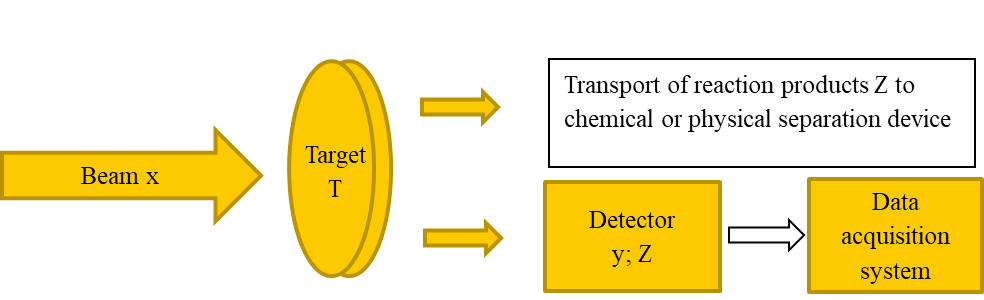 Beam x
Target
T
Transport of reaction products Z to
chemical or physical separation device
Detector
y; Z
Data
acquisition
system